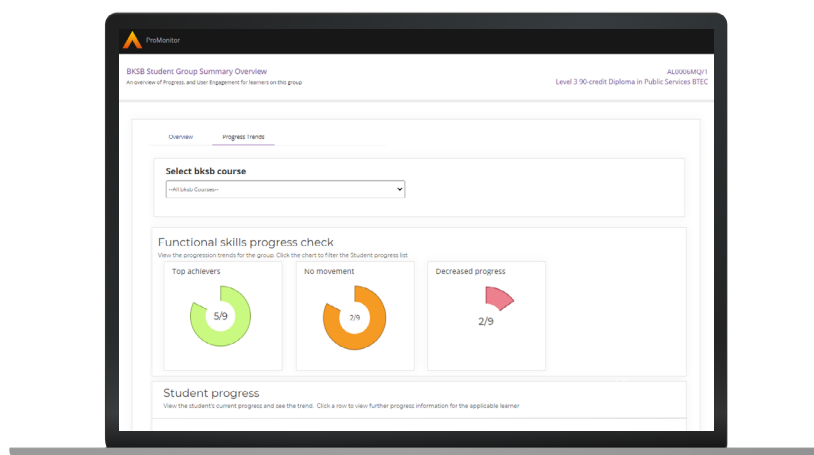 ProMonitor
BKSB Student Group Summary Overview
An overview of Progress, and User Engagement for learners on this group
AL0006MQ/1
Level 3 90-credit Diploma in Public Services BTEC
Overview
Progress Trends
Select bksb course
--All bksb Courses--
Functional skills progress check
View the progression trends for the group. Click the chart to filter the Student progress list
Top achievers
No movement
Decreased progress
5/9
2/9
2/9
Student progress
View the student's current progress and see the trend. Click a row to view further progress information for the applicable learner